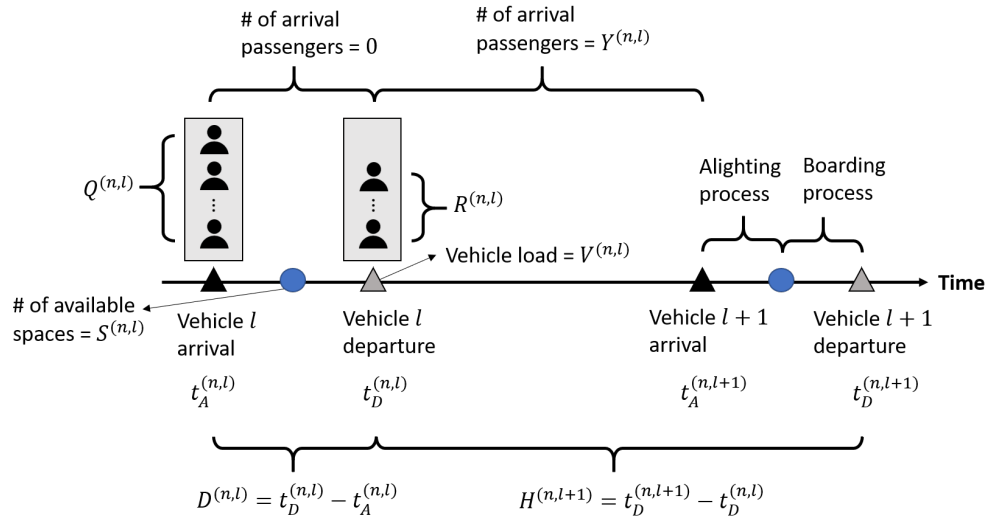 # of arrival
passengers = 0
# of arrival
passengers = Y^{(n,l)}
Q^{(n,l)}
R^{(n,l)}
Alighting
process
Boarding
process
Vehicle load = V^{(n,l)}
Time
# of available
spaces = S^{(n,l)}
Vehicle l
arrival
Vehicle l
departure
Vehicle l + 1
arrival
Vehicle l + 1
departure
t_A^{(n,l)}
t_D^{(n,l)}
t_A^{(n,l+1)}
t_D^{(n,l+1)}
D^{(n,l)} = t_D^{(n,l)} − t_A^{(n,l)}
H^{(n,l+1)} = t_D^{(n,l+1)} − t_D^{(n,l)}